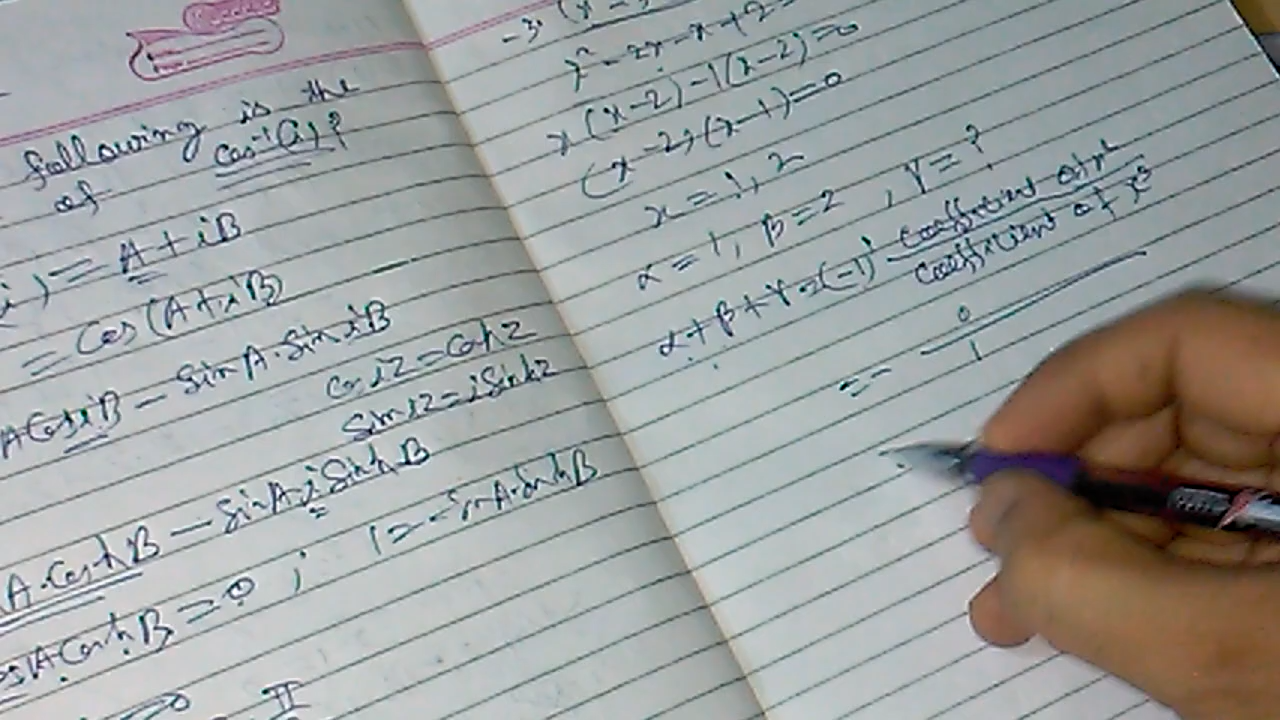 following is the
of cos⁻¹(i)?
i) = A + iB
= cos(A+iB)
A cos iB - sin A . sin iB
cos iz = cosh z
sin iz = i sinh z
A . cosh B - sin A . i sinh B
cos A . cosh B = 0 ; 1 = - sin A . sinh B
π
-3
x² - 2x - x + 2 =
x(x-2) - 1(x-2) = 0
(x-2)(x-1) = 0
x = 1, 2
α = 1, β = 2 , γ = ?
α + β + γ = (-1)¹ coefficient of x²
coefficient of x³
= - 0
1